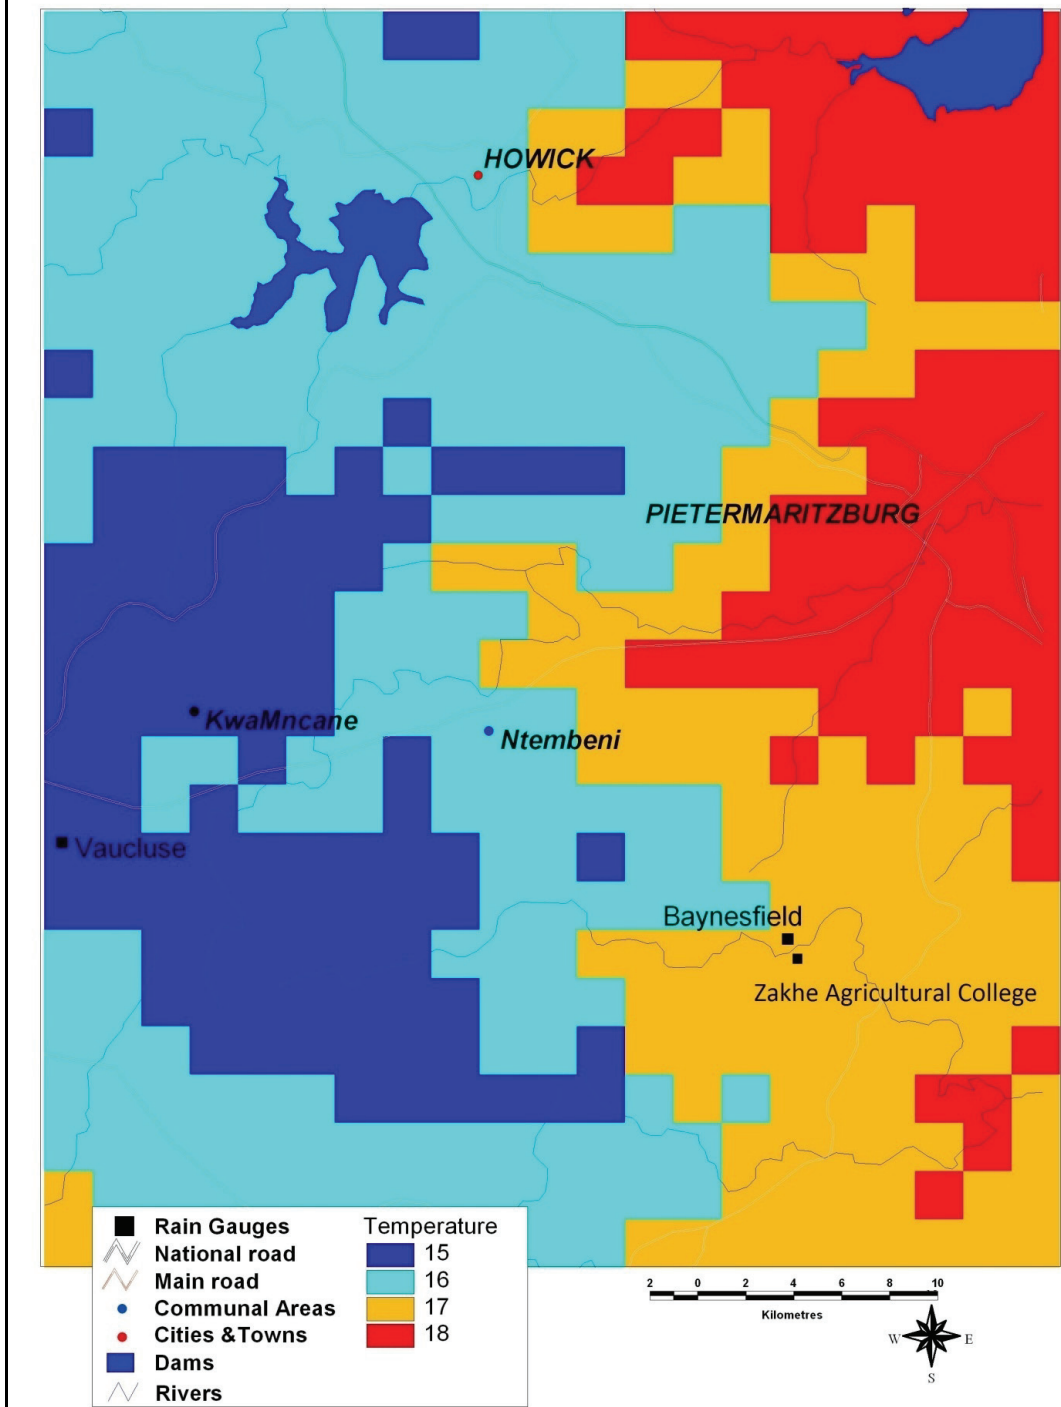 HOWICK
PIETERMARITZBURG
KwaMncane
Ntembeni
Vaucluse
Baynesfield
Zakhe Agricultural College
Rain Gauges
National road
Main road
Communal Areas
Cities &Towns
Dams
Rivers
Temperature
15
16
17
18
2 0 2 4 6 8 10
Kilometres
W E
S